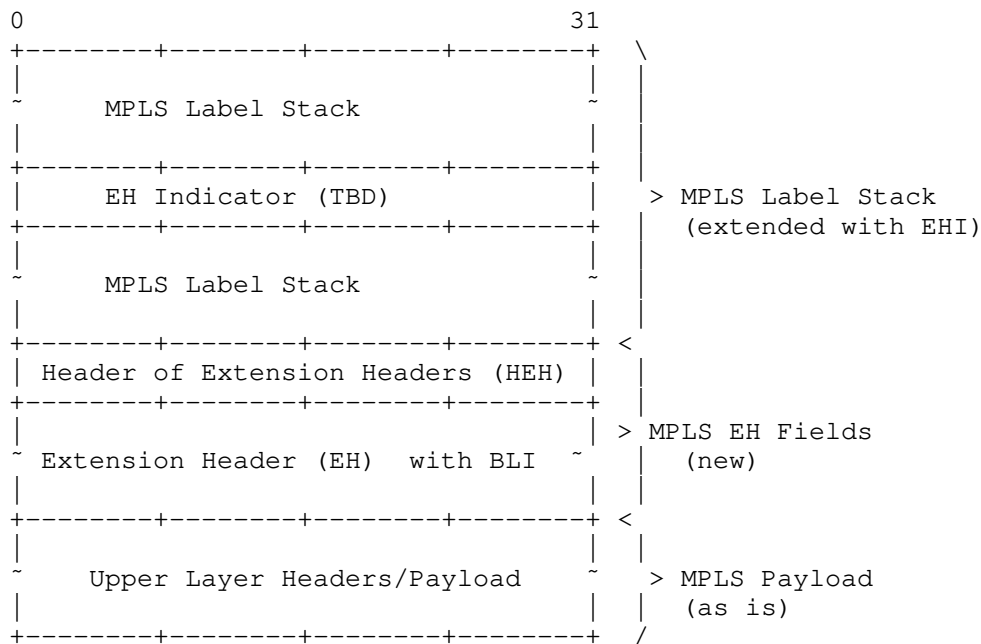 0 31
MPLS Label Stack
EH Indicator (TBD) > MPLS Label Stack
(extended with EHI)
MPLS Label Stack
<
Header of Extension Headers (HEH)
> MPLS EH Fields
Extension Header (EH) with BLI (new)
<
Upper Layer Headers/Payload > MPLS Payload
(as is)